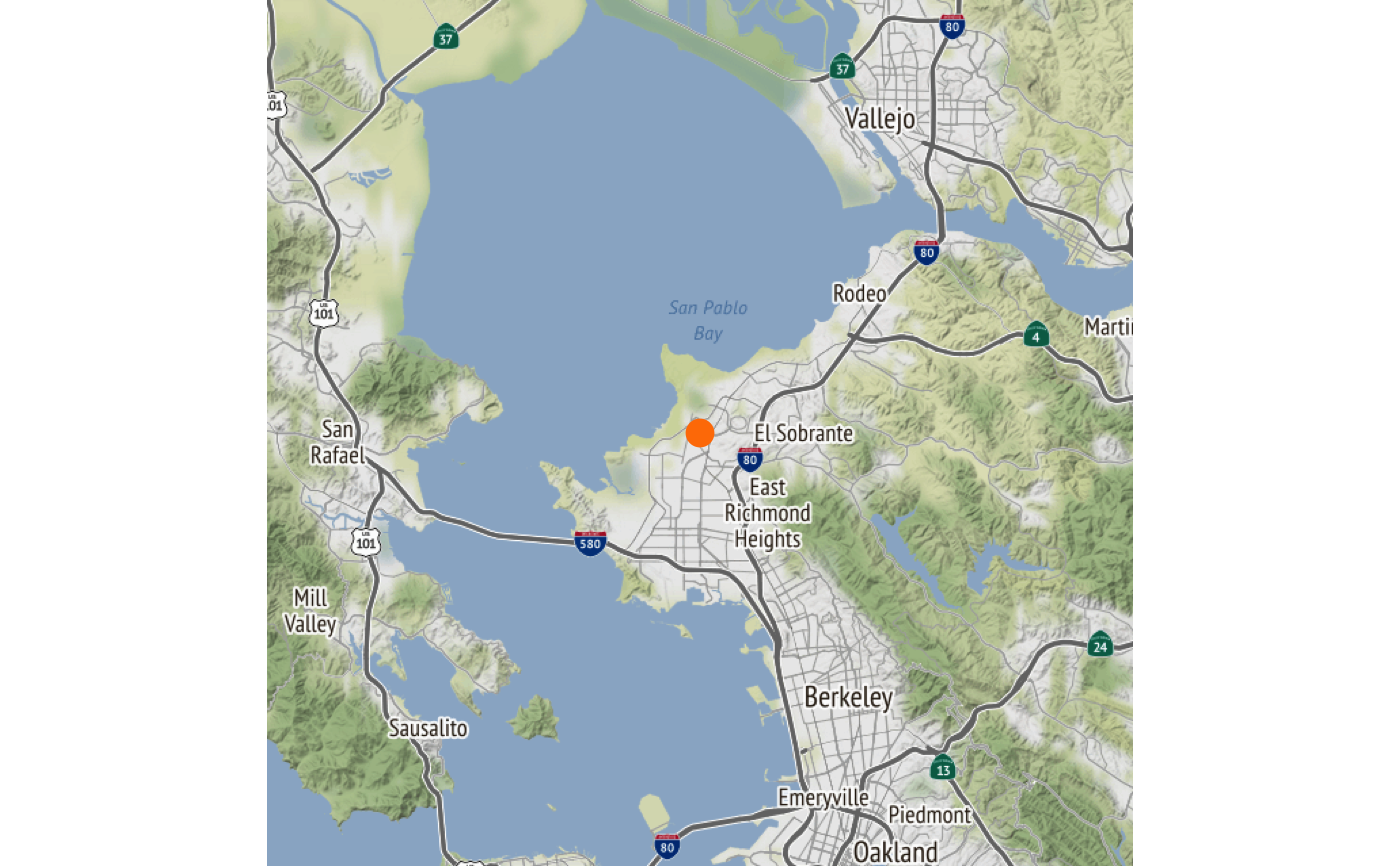 80
37
37
U.S.
101
Vallejo
80
Rodeo
San Pablo
Bay
U.S.
101
4
Martin
San
Rafael
El Sobrante
80
East
Richmond
Heights
580
101
Mill
Valley
24
Berkeley
Sausalito
13
Emeryville
Piedmont
80
Oakland